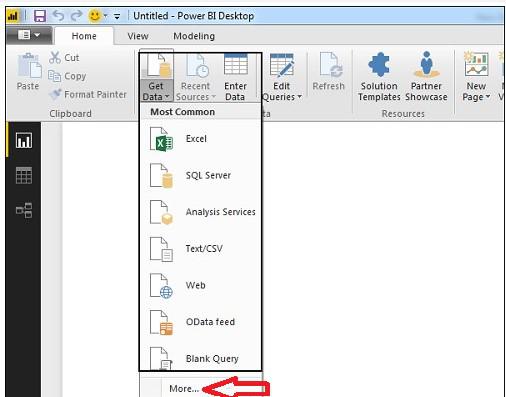 Untitled - Power BI Desktop
Home View Modeling
Paste
Cut
Copy
Format Painter
Clipboard
Get Data
Recent Sources
Enter Data
Edit Queries
Refresh
Solution Templates
Partner Showcase
Resources
New Page
Most Common
Excel
SQL Server
Analysis Services
Text/CSV
Web
OData feed
Blank Query
More...